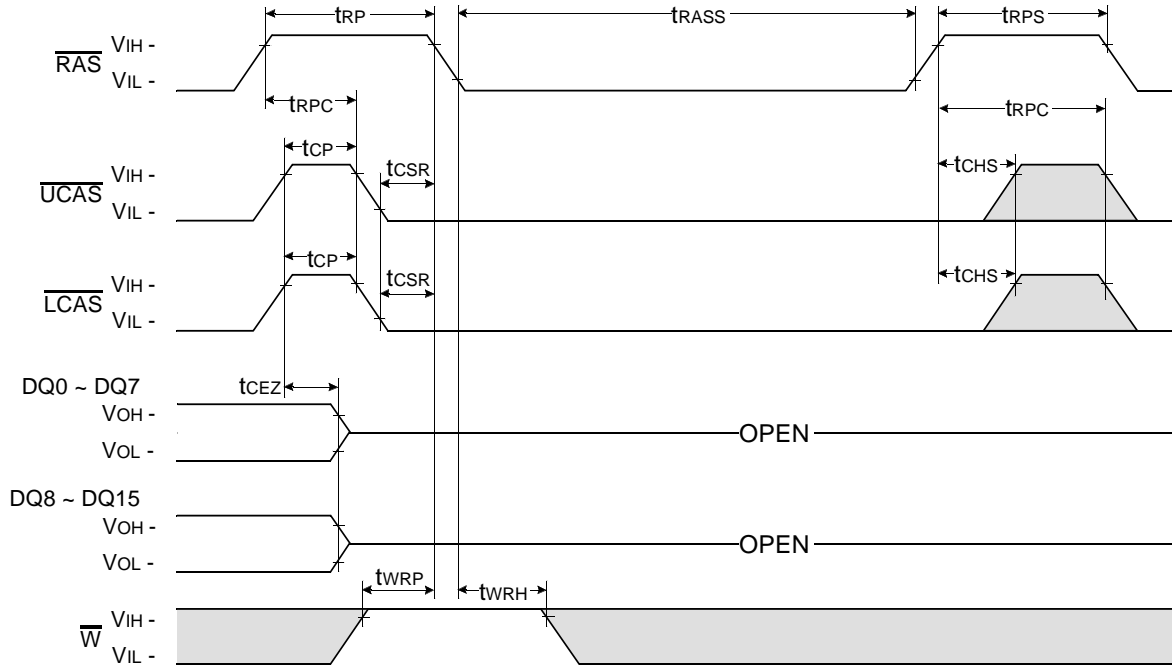 tRP tRASS tRPS
RAS VIH -
VIL -
tRPC tRPC
tCP
tCSR
tCHS
UCAS VIH -
VIL -
tCP
tCSR
tCHS
LCAS VIH -
VIL -
DQ0 ~ DQ7 tCEZ
VOH -
OPEN
VOL -
DQ8 ~ DQ15
VOH -
OPEN
VOL -
tWRP tWRH
W VIH -
VIL -